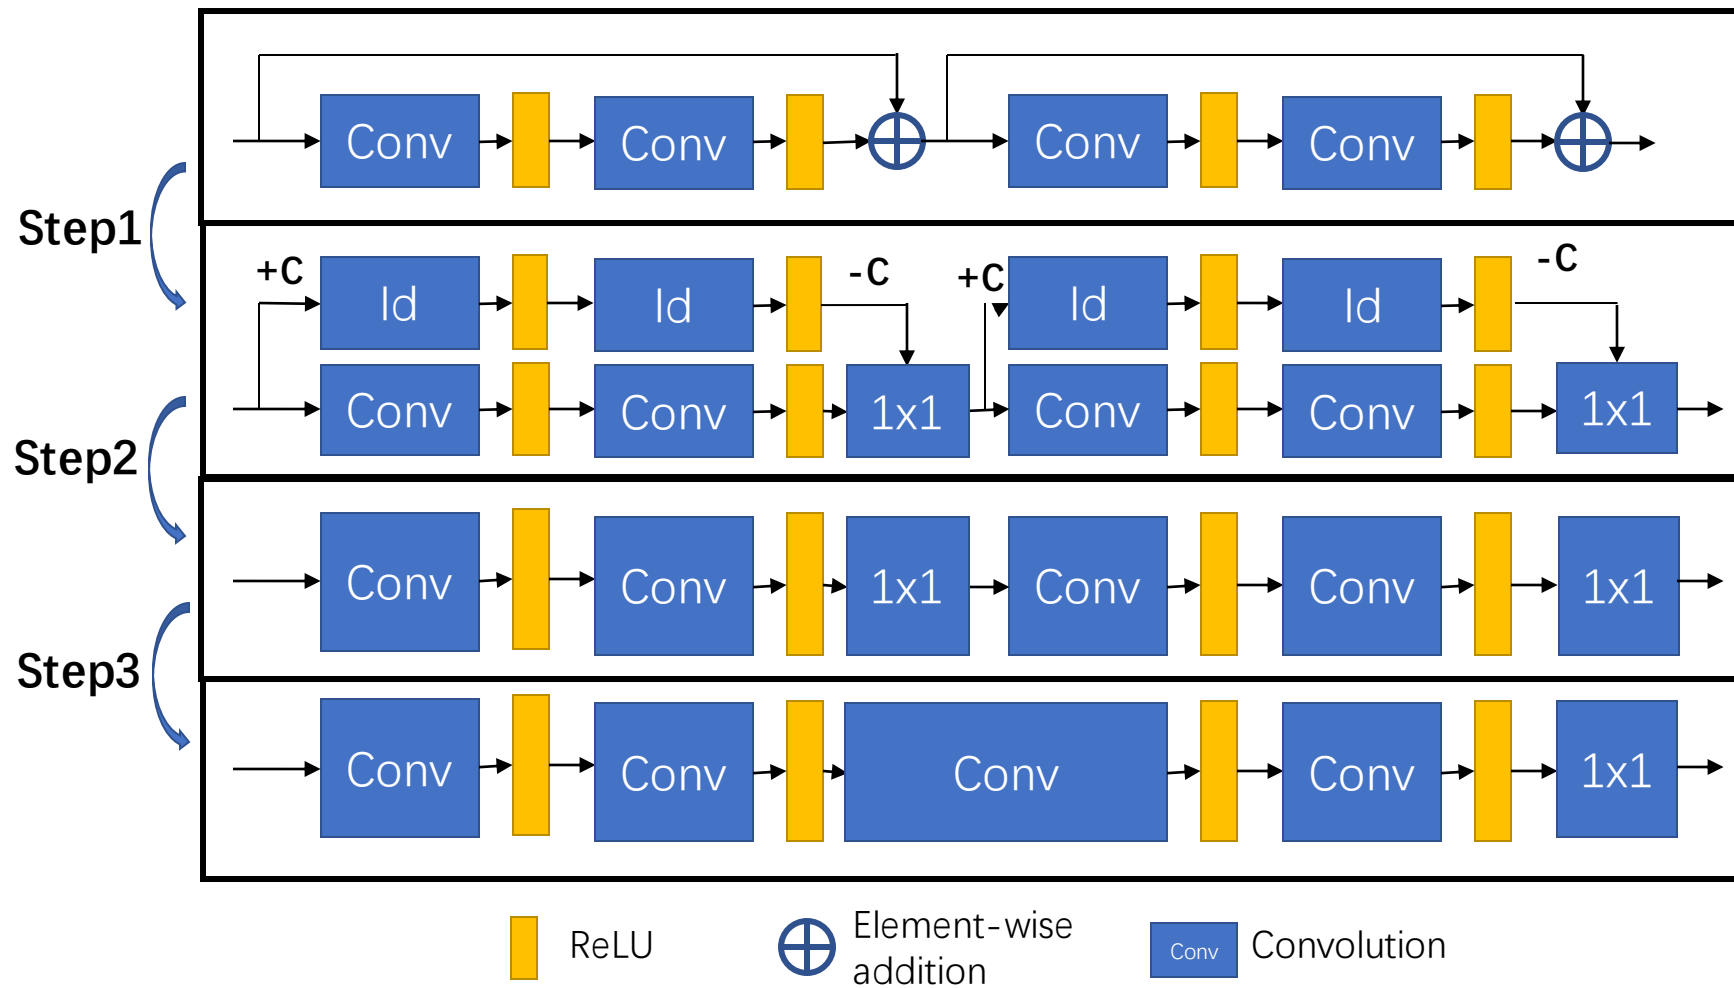 Conv Conv Conv Conv
Step1
+C -C +C -C
Id Id Id Id
Conv Conv 1x1 Conv Conv 1x1
Step2
Conv Conv 1x1 Conv Conv 1x1
Step3
Conv Conv Conv Conv 1x1
ReLU
Element-wise
addition
Conv
Convolution